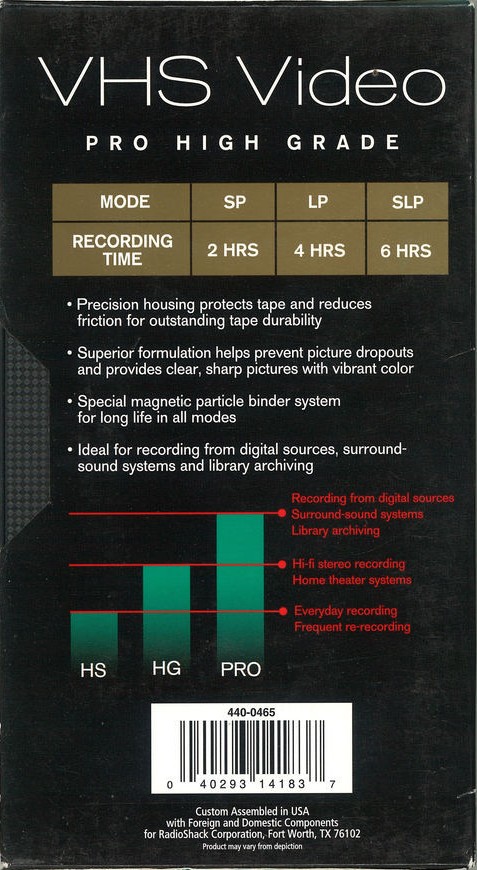 VHS Video
PRO HIGH GRADE
MODE SP LP SLP
RECORDING TIME 2 HRS 4 HRS 6 HRS
• Precision housing protects tape and reduces
friction for outstanding tape durability
• Superior formulation helps prevent picture dropouts
and provides clear, sharp pictures with vibrant color
• Special magnetic particle binder system
for long life in all modes
• Ideal for recording from digital sources, surround-
sound systems and library archiving
Recording from digital sources
Surround-sound systems
Library archiving
Hi-fi stereo recording
Home theater systems
Everyday recording
Frequent re-recording
HS HG PRO
440-0465
0 40293 14183 7
Custom Assembled in USA
with Foreign and Domestic Components
for RadioShack Corporation, Fort Worth, TX 76102
Product may vary from depiction